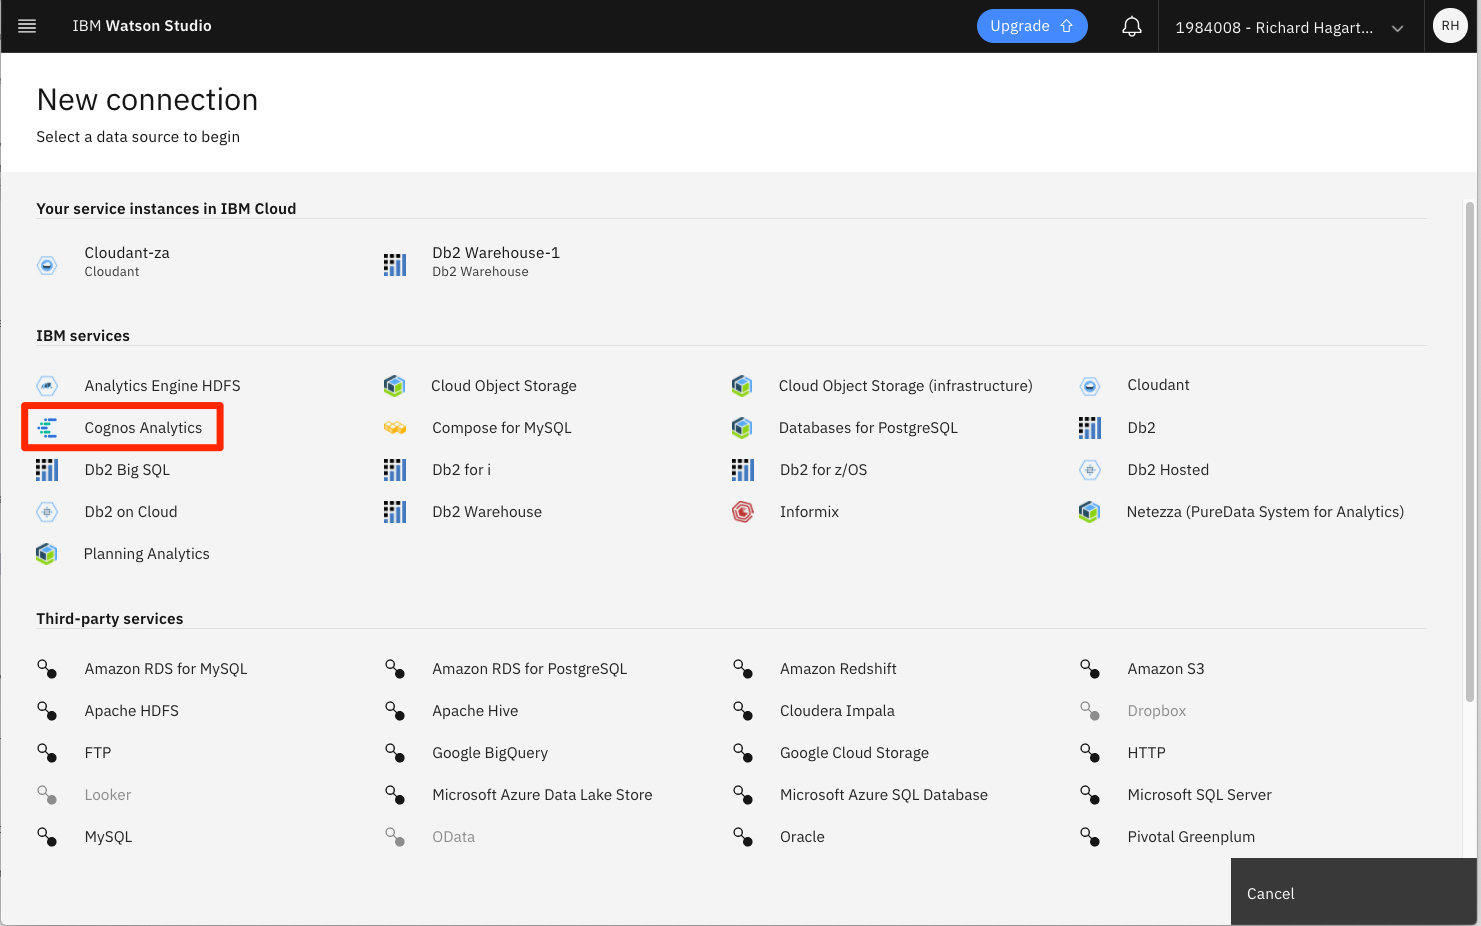 IBM Watson Studio
Upgrade
1984008 - Richard Hagart...
RH
New connection
Select a data source to begin
Your service instances in IBM Cloud
Cloudant-za
Cloudant
Db2 Warehouse-1
Db2 Warehouse
IBM services
Analytics Engine HDFS
Cloud Object Storage
Cloud Object Storage (infrastructure)
Cloudant
Cognos Analytics
Compose for MySQL
Databases for PostgreSQL
Db2
Db2 Big SQL
Db2 for i
Db2 for z/OS
Db2 Hosted
Db2 on Cloud
Db2 Warehouse
Informix
Netezza (PureData System for Analytics)
Planning Analytics
Third-party services
Amazon RDS for MySQL
Amazon RDS for PostgreSQL
Amazon Redshift
Amazon S3
Apache HDFS
Apache Hive
Cloudera Impala
Dropbox
FTP
Google BigQuery
Google Cloud Storage
HTTP
Looker
Microsoft Azure Data Lake Store
Microsoft Azure SQL Database
Microsoft SQL Server
MySQL
OData
Oracle
Pivotal Greenplum
Cancel